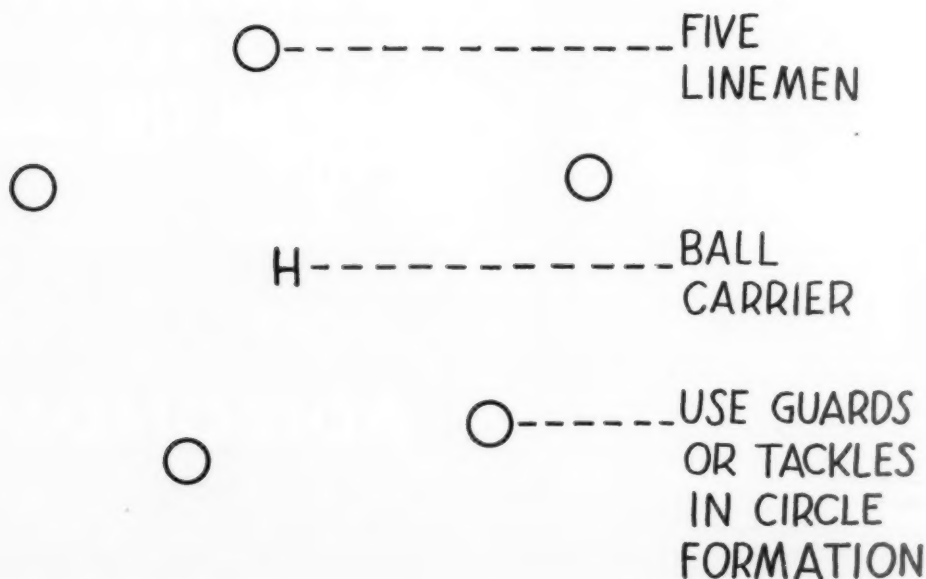 FIVE
LINEMEN
H
BALL
CARRIER
USE GUARDS
OR TACKLES
IN CIRCLE
FORMATION